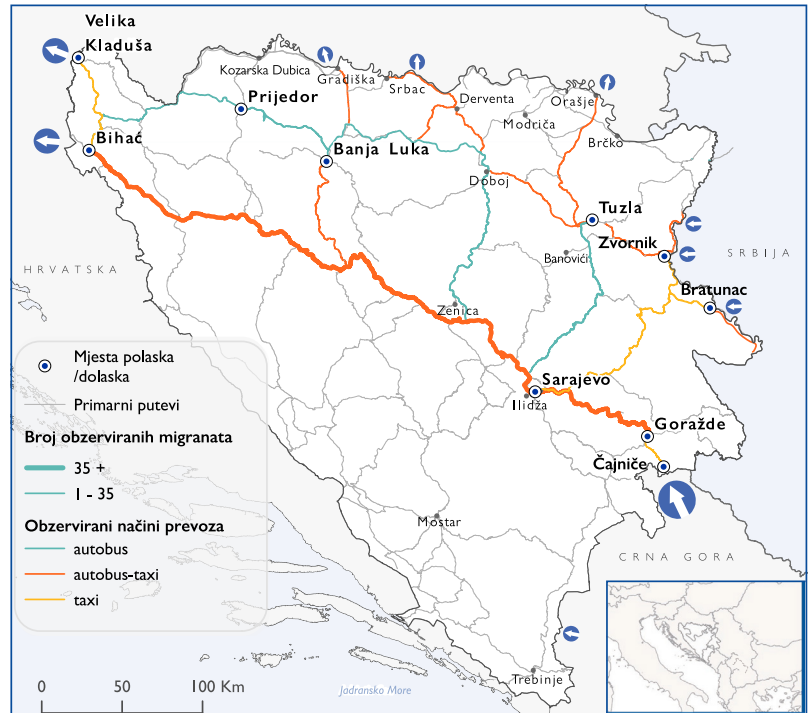 Velika
Kladuša
Kozarska Dubica
Gradiška
Srbac
Prijedor
Derventa
Orašje
Modriča
Bihać
Brčko
Banja Luka
Doboj
Tuzla
Zvornik
SRBIJA
Banovići
HRVATSKA
Bratunac
Zenica
Mjesta polaska
/dolaska
Primarni putevi
Broj obzerviranih migranata
35 +
1 - 35
Obzervirani načini prevoza
autobus
autobus-taxi
taxi
Sarajevo
Ilidža
Goražde
Čajniče
Mostar
CRNA GORA
Trebinje
Jadransko More
0 50 100 Km